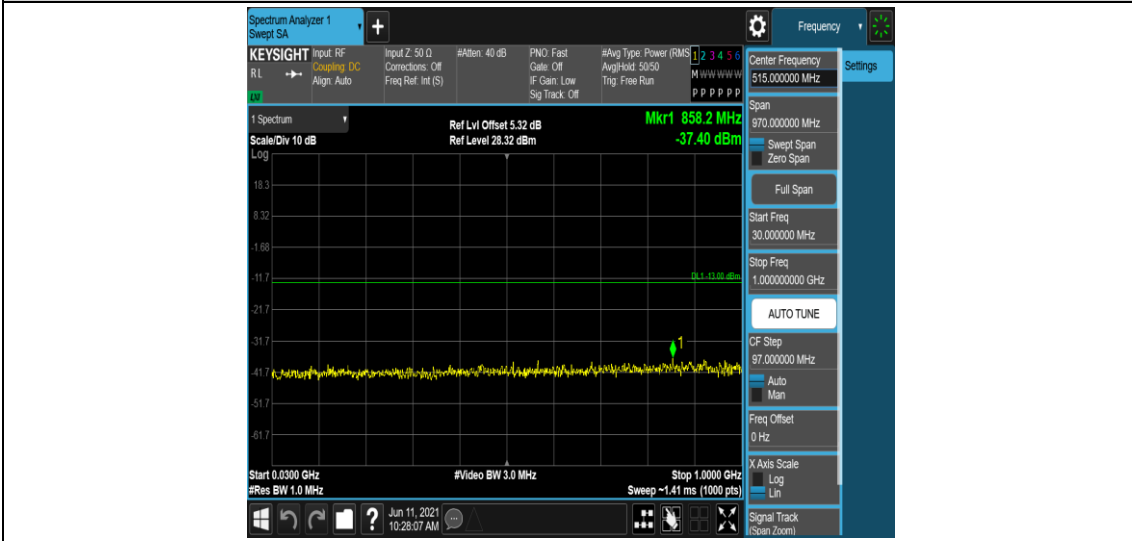 Spectrum Analyzer 1
Swept SA
+
Frequency
KEYSIGHT
RL
LW
Input: RF
Coupling: DC
Align: Auto
Input Z: 50 Ω
Corrections: Off
Freq Ref: Int (S)
#Atten: 40 dB
PNO: Fast
Gate: Off
IF Gain: Low
Sig Track: Off
#Avg Type: Power (RMS
Avg|Hold: 50/50
Trig: Free Run
1 2 3 4 5 6
M W W W W W
P P P P P P
1 Spectrum
Scale/Div 10 dB
Ref Lvl Offset 5.32 dB
Ref Level 28.32 dBm
Mkr1 858.2 MHz
-37.40 dBm
Log
18.3
8.32
-1.68
-11.7
-21.7
-31.7
-41.7
-51.7
-61.7
DL1 -13.00 dBm
1
Start 0.0300 GHz
#Res BW 1.0 MHz
#Video BW 3.0 MHz
Stop 1.0000 GHz
Sweep ~1.41 ms (1000 pts)
Center Frequency
515.000000 MHz
Settings
Span
970.000000 MHz
Swept Span
Zero Span
Full Span
Start Freq
30.000000 MHz
Stop Freq
1.000000000 GHz
AUTO TUNE
CF Step
97.000000 MHz
Auto
Man
Freq Offset
0 Hz
X Axis Scale
Log
Lin
Signal Track
(Span Zoom)
?
Jun 11, 2021
10:28:07 AM